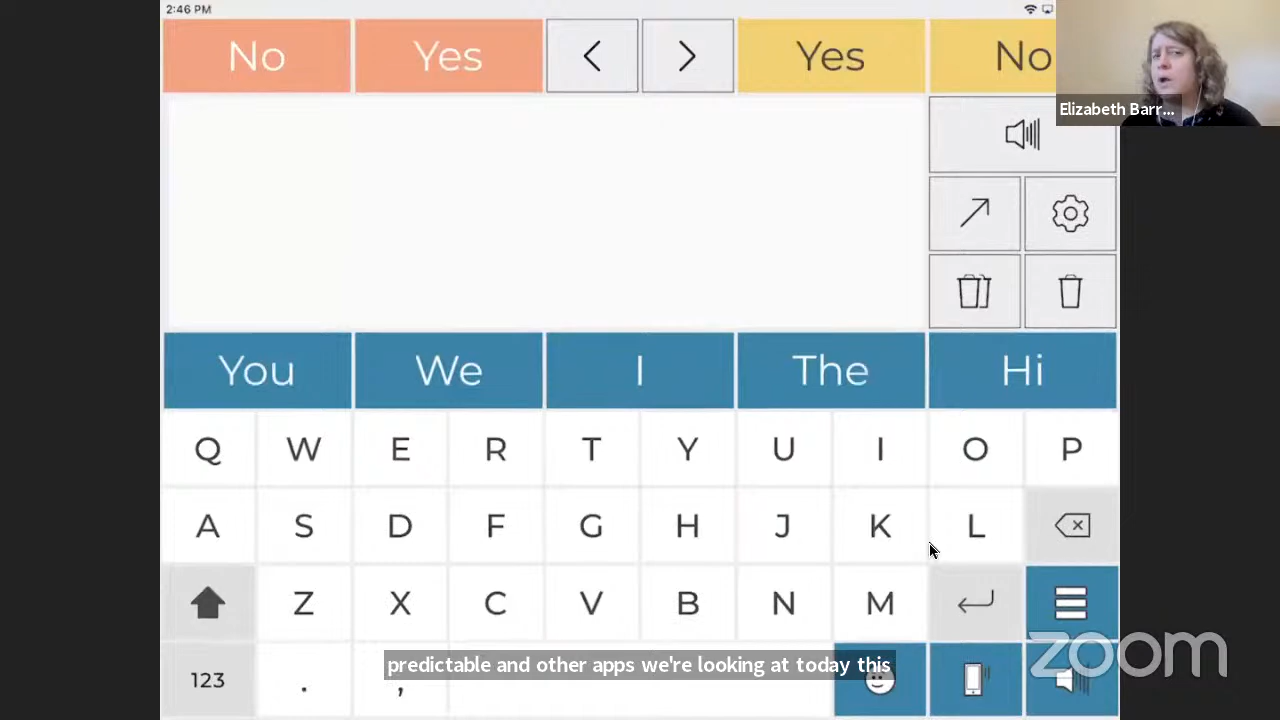 2:46 PM
No Yes < > Yes No
Elizabeth Barr...
You We I The Hi
Q W E R T Y U I O P
A S D F G H J K L
Z X C V B N M
123 . ,
predictable and other apps we're looking at today this
zoom